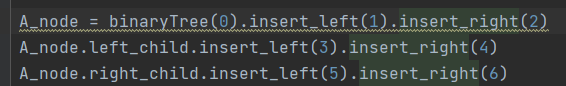 A_node = binaryTree(0).insert_left(1).insert_right(2)
A_node.left_child.insert_left(3).insert_right(4)
A_node.right_child.insert_left(5).insert_right(6)